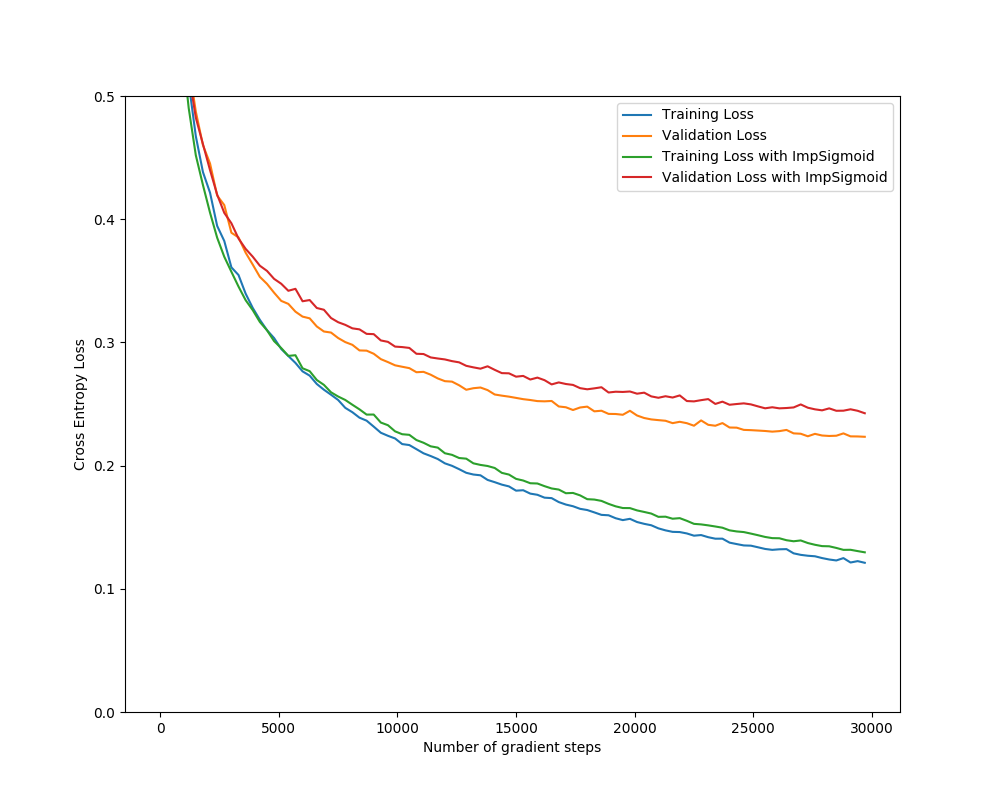 0.5
0.4
0.3
0.2
0.1
0.0
Cross Entropy Loss
Training Loss
Validation Loss
Training Loss with ImpSigmoid
Validation Loss with ImpSigmoid
0 5000 10000 15000 20000 25000 30000
Number of gradient steps